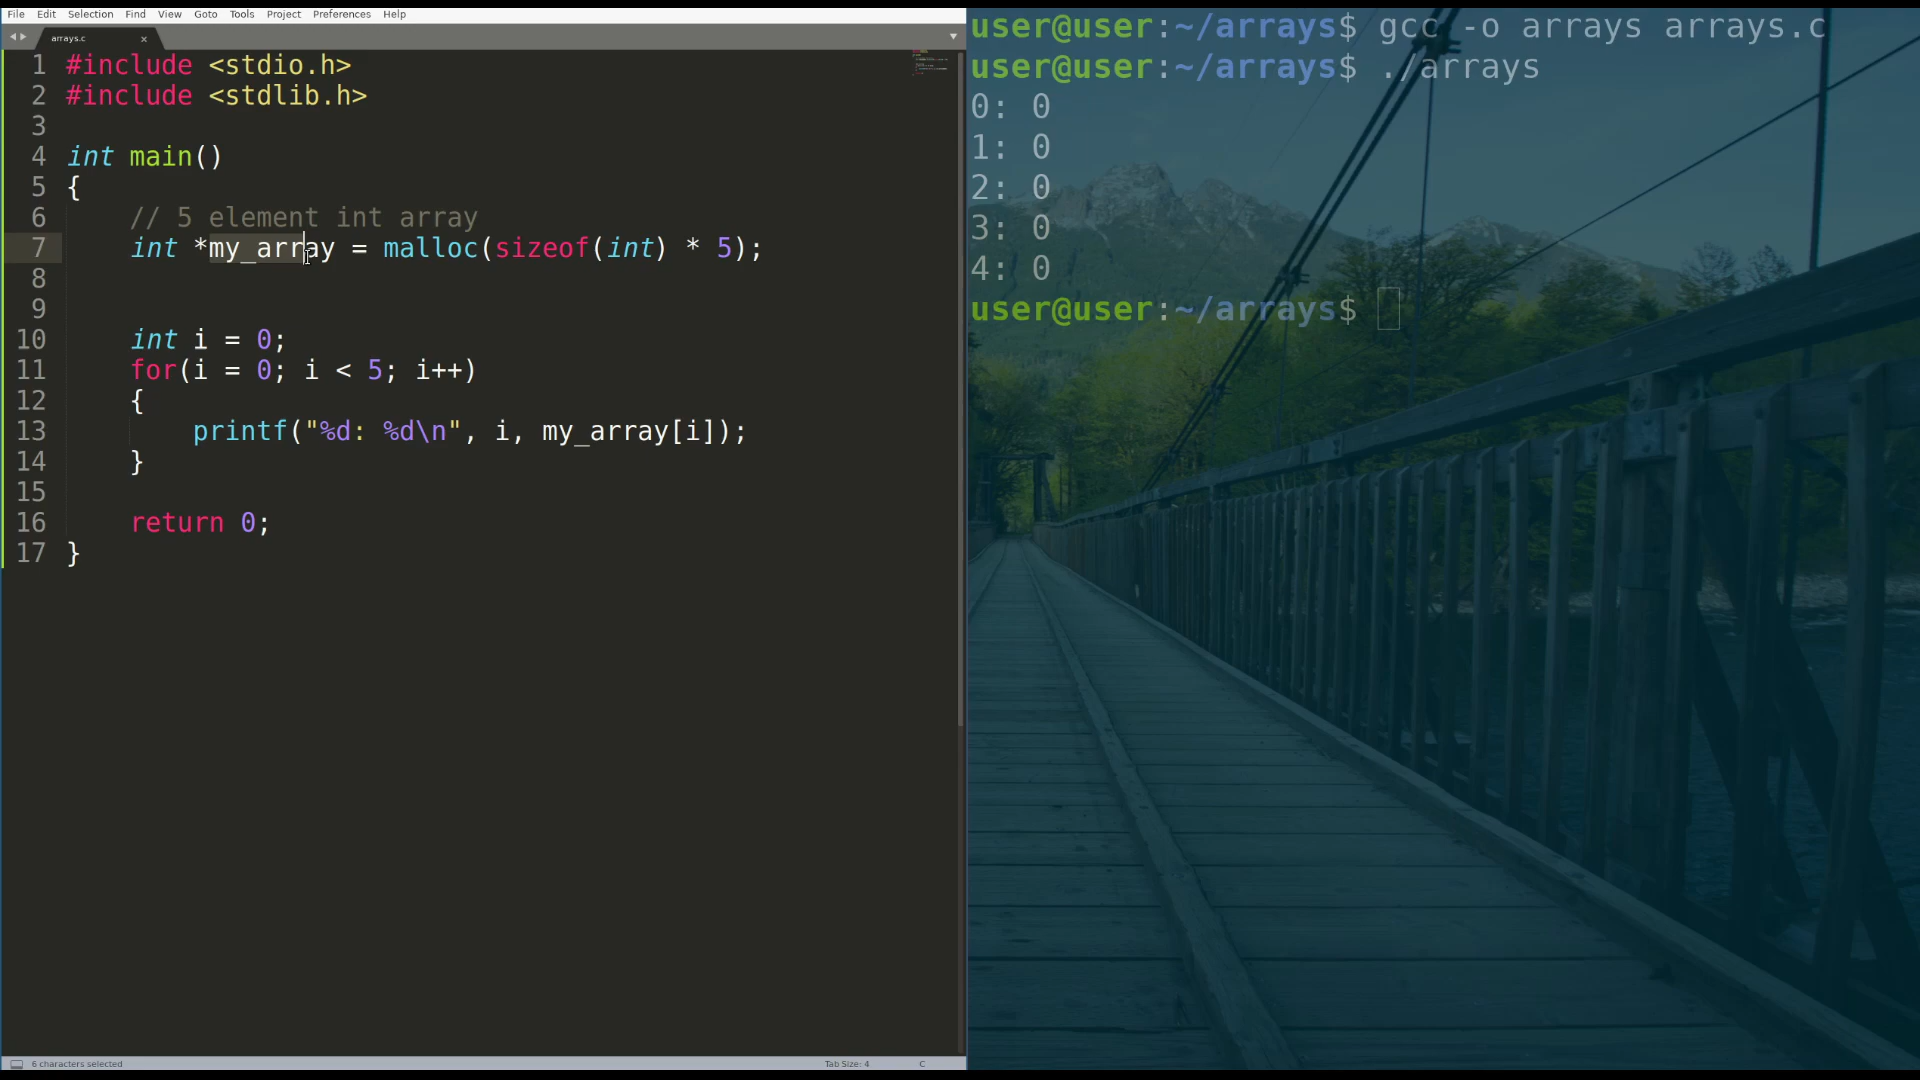 File Edit Selection Find View Goto Tools Project Preferences Help
arrays.c ×
1 #include <stdio.h>
2 #include <stdlib.h>
3
4 int main()
5 {
6 // 5 element int array
7 int *my_array = malloc(sizeof(int) * 5);
8
9
10 int i = 0;
11 for(i = 0; i < 5; i++)
12 {
13 printf("%d: %d\n", i, my_array[i]);
14 }
15
16 return 0;
17 }
6 characters selected Tab Size: 4 C
user@user:~/arrays$ gcc -o arrays arrays.c
user@user:~/arrays$ ./arrays
0: 0
1: 0
2: 0
3: 0
4: 0
user@user:~/arrays$